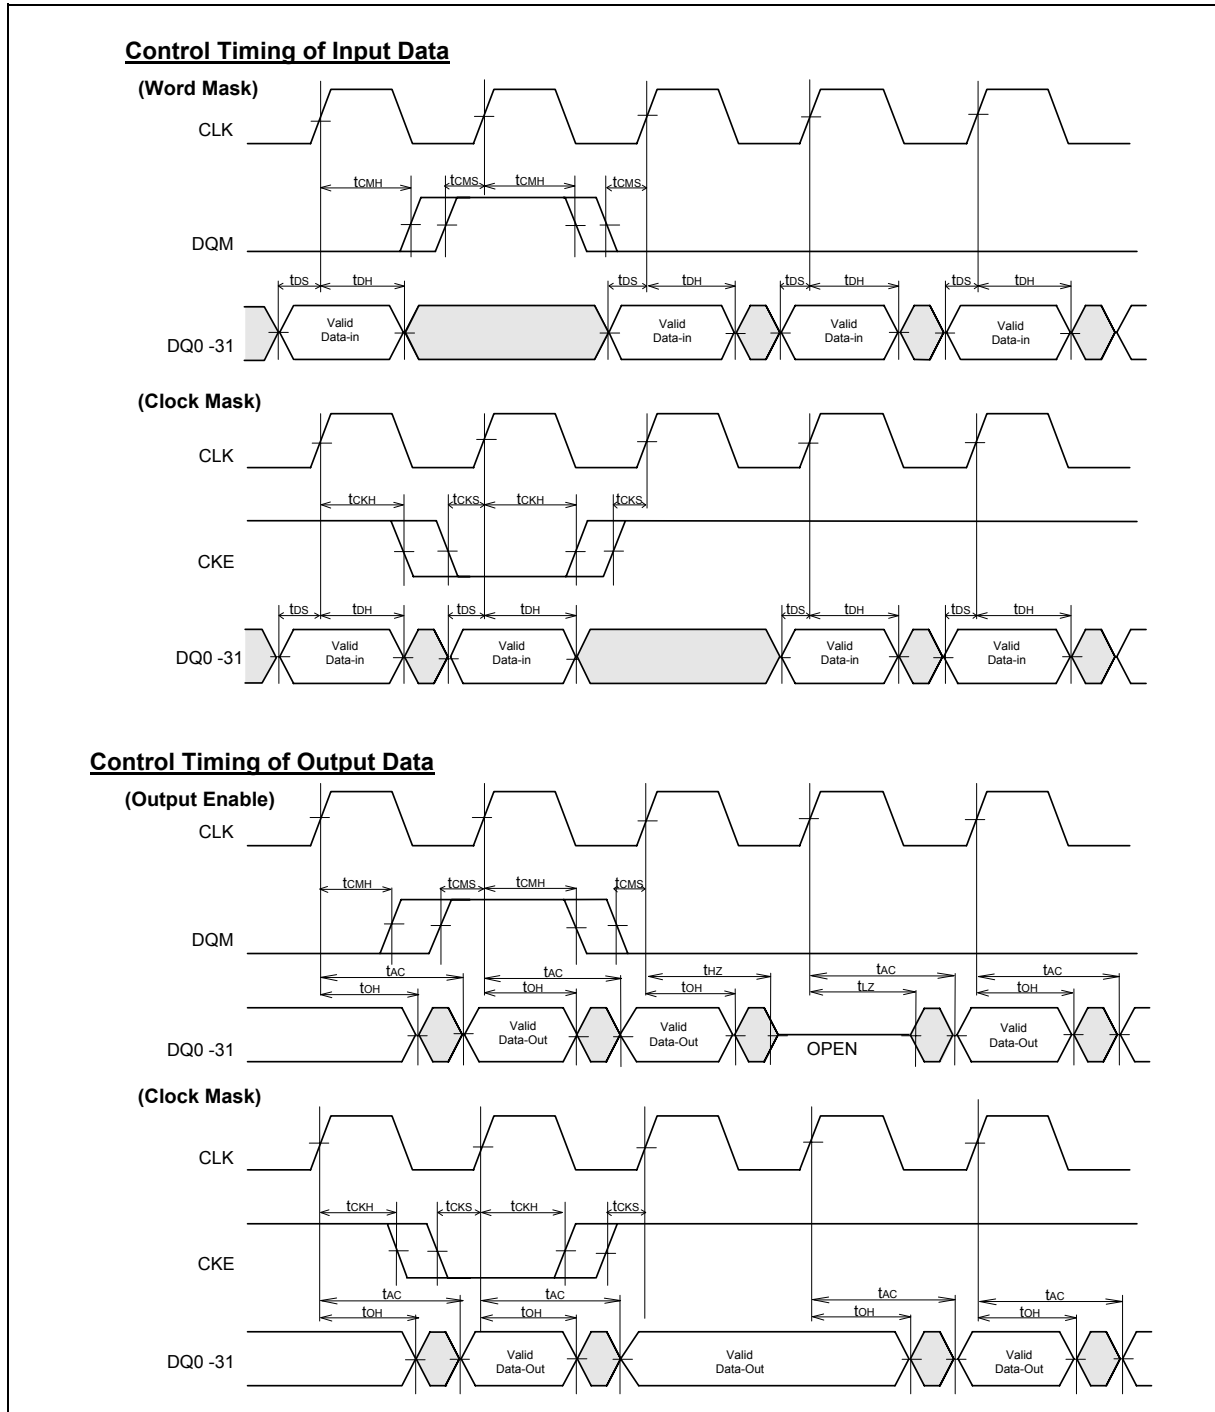 Control Timing of Input Data
(Word Mask)
CLK
tCMH tCMS tCMH tCMS
DQM
tDS tDH tDS tDH tDS tDH tDS tDH
Valid Data-in Valid Data-in Valid Data-in Valid Data-in
DQ0 -31
(Clock Mask)
CLK
tCKH tCKS tCKH tCKS
CKE
tDS tDH tDS tDH tDS tDH tDS tDH
Valid Data-in Valid Data-in Valid Data-in Valid Data-in
DQ0 -31
Control Timing of Output Data
(Output Enable)
CLK
tCMH tCMS tCMH tCMS
DQM
tAC tAC tHZ tAC tAC
tOH tOH tOH tLZ tOH
Valid Data-Out Valid Data-Out Valid Data-Out
DQ0 -31 OPEN
(Clock Mask)
CLK
tCKH tCKS tCKH tCKS
CKE
tAC tAC tAC tAC
tOH tOH tOH tOH
Valid Data-Out Valid Data-Out Valid Data-Out
DQ0 -31